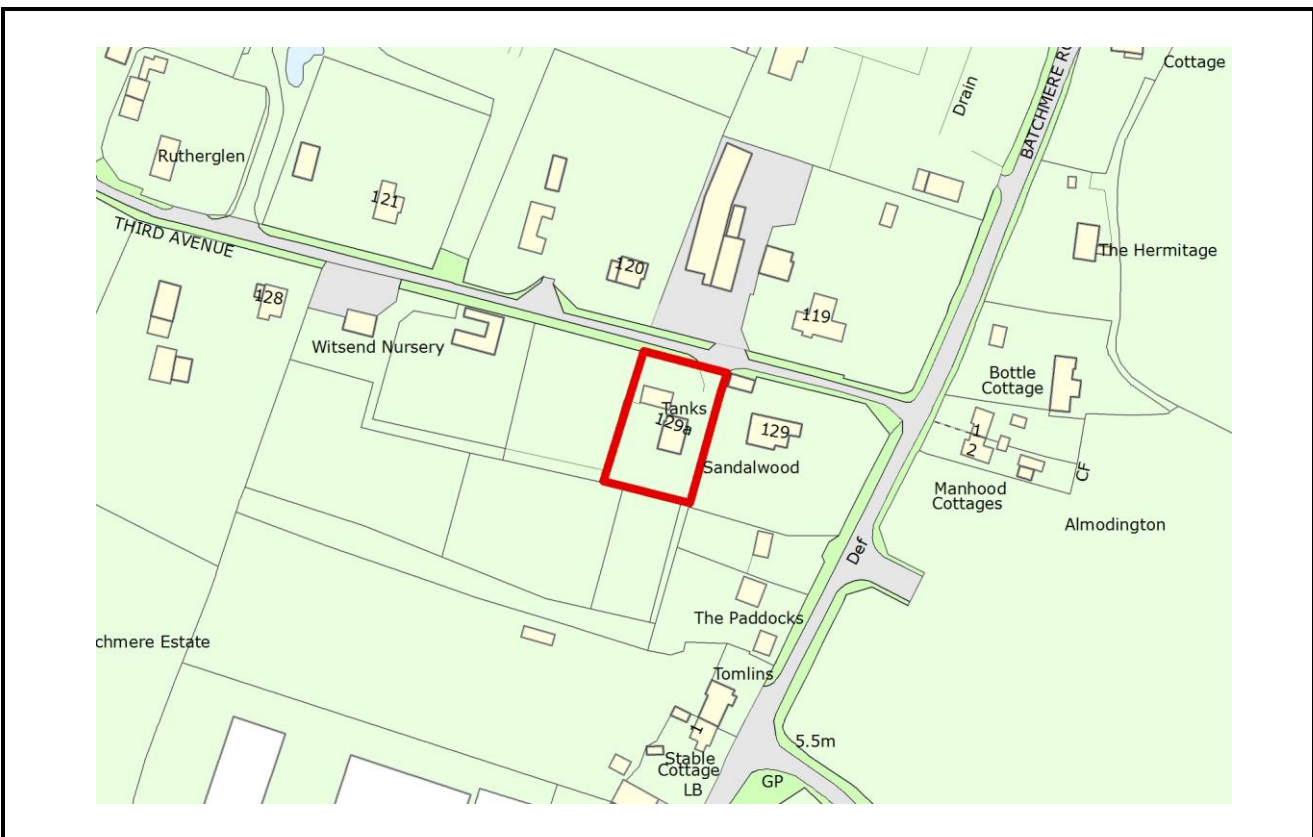 Cottage
BATCHMERE RO
Drain
Rutherglen
121
The Hermitage
THIRD AVENUE
120
128
119
Witsend Nursery
Bottle
Cottage
Tanks
129a
129
1
2
Sandalwood
CF
Manhood
Cottages
Almodington
Def
The Paddocks
chmere Estate
Tomlins
1
5.5m
Stable
Cottage
LB
GP